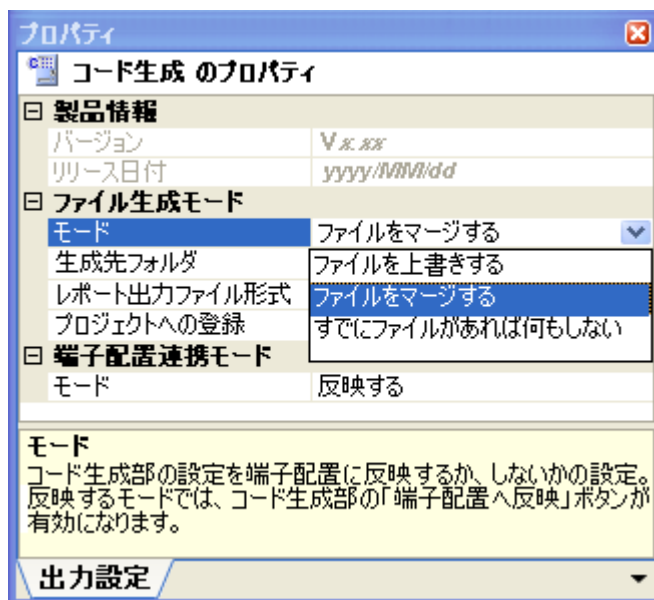 プロパティ
コード生成 のプロパティ
製品情報
バージョン V x.xx
リリース日付 yyyy/MM/dd
ファイル生成モード
モード ファイルをマージする
生成先フォルダ ファイルを上書きする
レポート出力ファイル形式 ファイルをマージする
プロジェクトへの登録 すでにファイルがあれば何もしない
端子配置連携モード
モード 反映する
モード
コード生成部の設定を端子配置に反映するか、しないかの設定。
反映するモードでは、コード生成部の「端子配置へ反映」ボタンが
有効になります。
出力設定